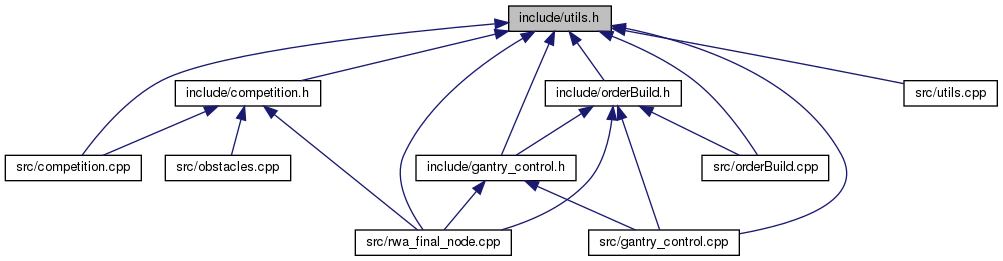 include/utils.h
include/competition.h
include/orderBuild.h
src/utils.cpp
src/competition.cpp
src/obstacles.cpp
include/gantry_control.h
src/orderBuild.cpp
src/rwa_final_node.cpp
src/gantry_control.cpp